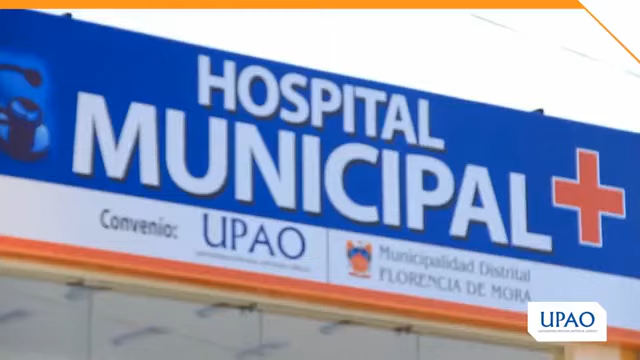 HOSPITAL
MUNICIPAL
Convenio: UPAO
Municipalidad Distrital
FLORENCIA DE MORA
UPAO